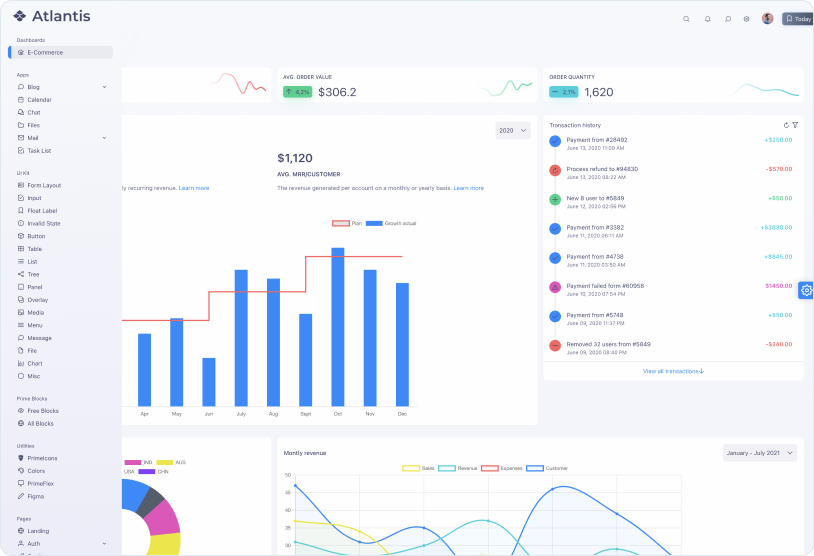 Atlantis
Today
Dashboards
E-Commerce
Apps
Blog
Calendar
Chat
Files
Mail
Task List
UI Kit
Form Layout
Input
Float Label
Invalid State
Button
Table
List
Tree
Panel
Overlay
Media
Menu
Message
File
Chart
Misc
Prime Blocks
Free Blocks
All Blocks
Utilities
PrimeIcons
Colors
PrimeFlex
Figma
Pages
Landing
Auth
AVG. ORDER VALUE
4,2% $306.2
ORDER QUANTITY
2,1% 1,620
2020
$1,120
AVG. MRR/CUSTOMER
ly recurring revenue. Learn more
The revenue generated per account on a monthly or yearly basis. Learn more
Plan Growth actual
Apr May Jun July Aug Sept Oct Nov Dec
Transaction history
Payment from #28492 +$250.00
June 13, 2020 11:09 AM
Process refund to #94830 -$570.00
June 13, 2020 08:22 AM
New 8 user to #5849 +$50.00
June 12, 2020 02:56 PM
Payment from #3382 +$3830.00
June 11, 2020 06:11 AM
Payment from #4738 +$845.00
June 11, 2020 03:50 AM
Payment failed form #60958 $1450.00
June 10, 2020 07:54 PM
Payment from #5748 +$50.00
June 09, 2020 11:37 PM
Removed 32 users from #5849 -$240.00
June 09, 2020 08:40 PM
View all transactions
IND AUS
USA CHN
Montly revenue
January - July 2021
Sales Revenue Expenses Customer
50
45
40
35
30